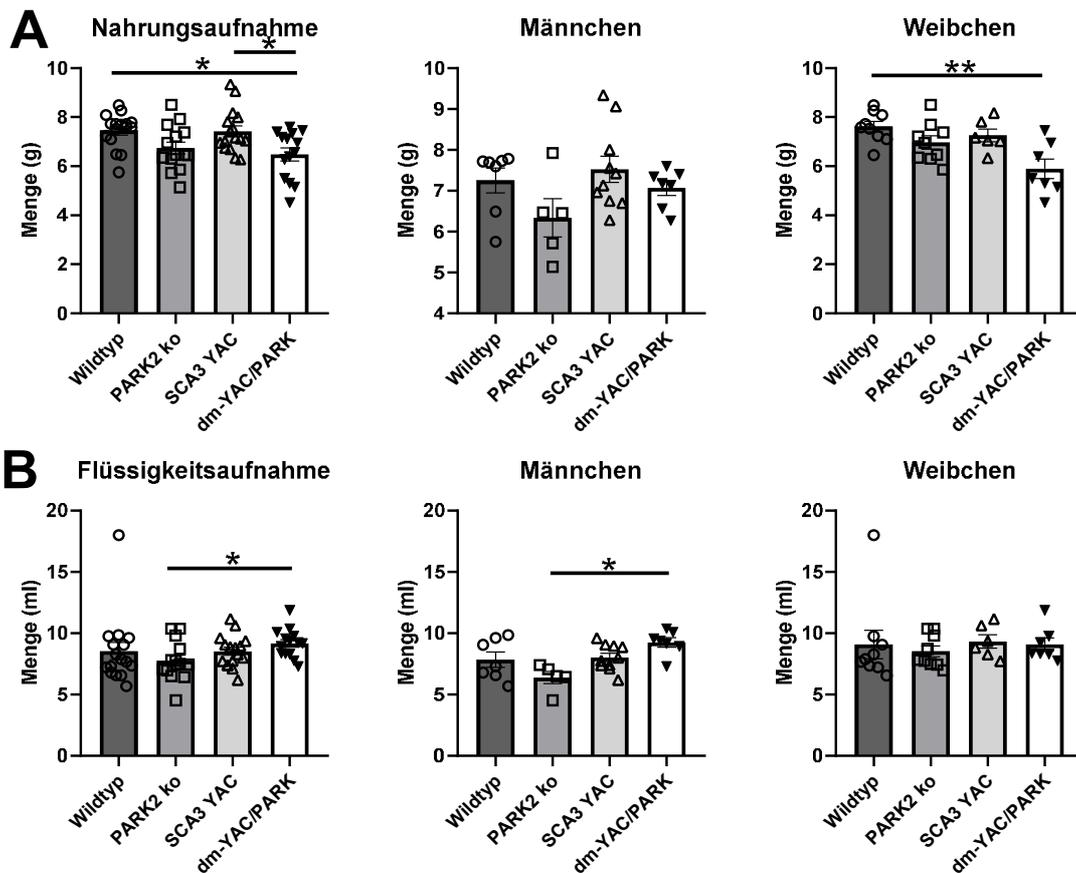 A
Nahrungsaufnahme
*
*
Menge (g)
10
8
6
4
2
0
Wildtyp
PARK2 ko
SCA3 YAC
dm-YAC/PARK
Männchen
Menge (g)
10
9
8
7
6
5
4
Wildtyp
PARK2 ko
SCA3 YAC
dm-YAC/PARK
Weibchen
**
Menge (g)
10
8
6
4
2
0
Wildtyp
PARK2 ko
SCA3 YAC
dm-YAC/PARK
B
Flüssigkeitsaufnahme
*
Menge (ml)
20
15
10
5
0
Wildtyp
PARK2 ko
SCA3 YAC
dm-YAC/PARK
Männchen
*
Menge (ml)
20
15
10
5
0
Wildtyp
PARK2 ko
SCA3 YAC
dm-YAC/PARK
Weibchen
Menge (ml)
20
15
10
5
0
Wildtyp
PARK2 ko
SCA3 YAC
dm-YAC/PARK